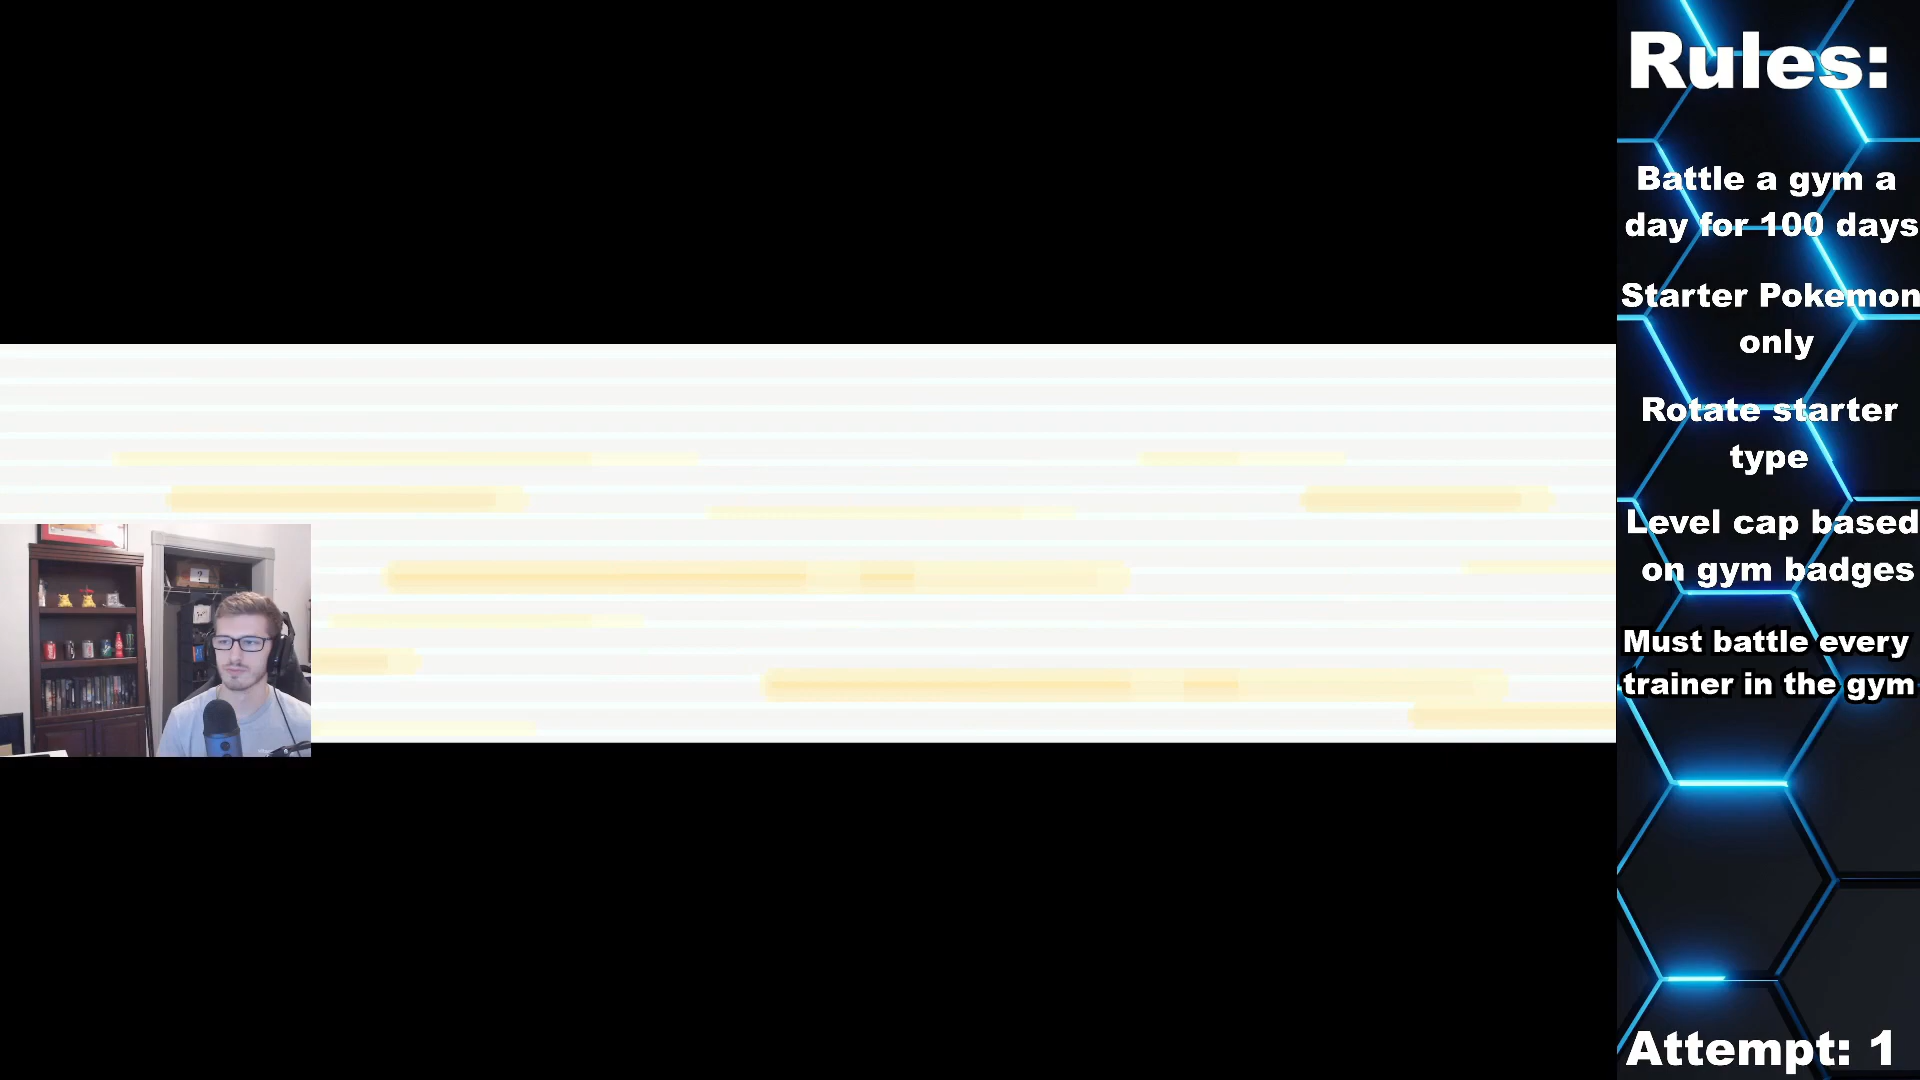 Rules:
Battle a gym a
day for 100 days
Starter Pokemon
only
Rotate starter
type
Level cap based
on gym badges
Must battle every
trainer in the gym
Attempt: 1